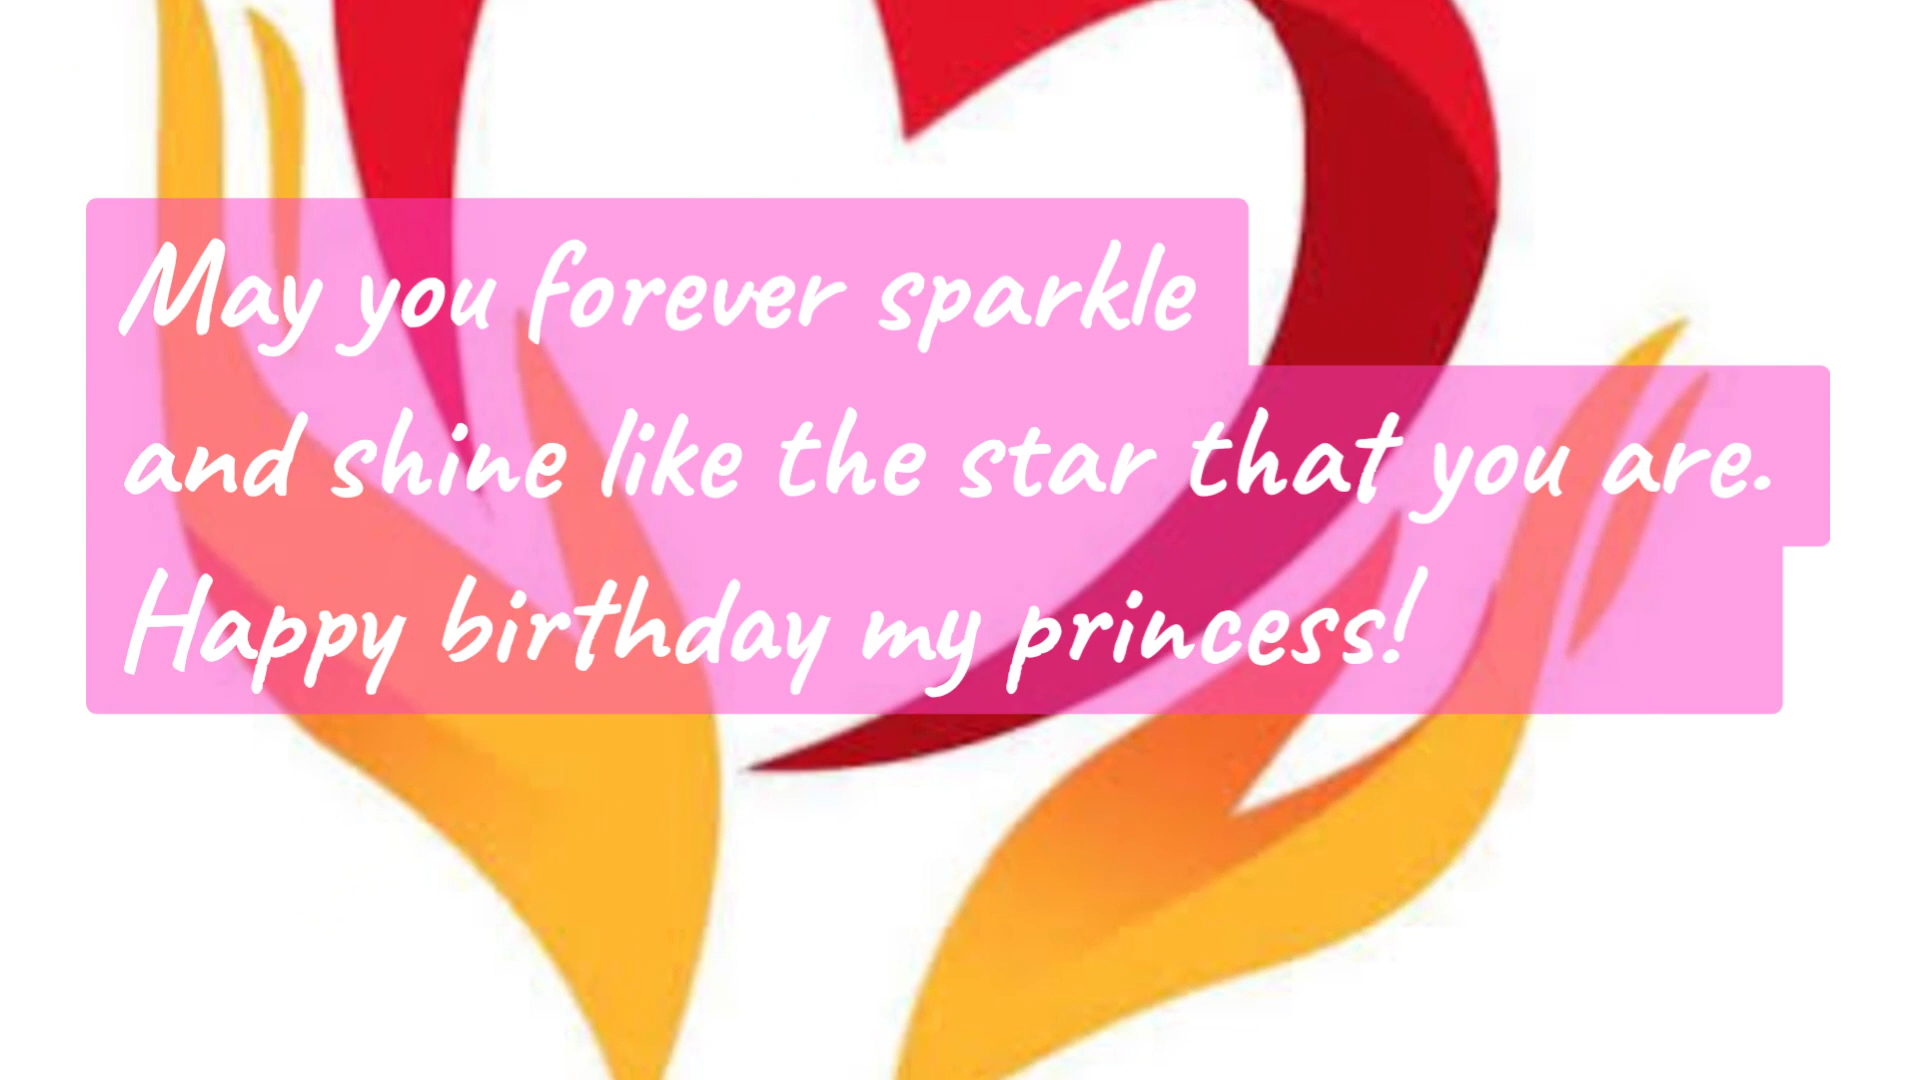 May you forever sparkle
and shine like the star that you are.
Happy birthday my princess!